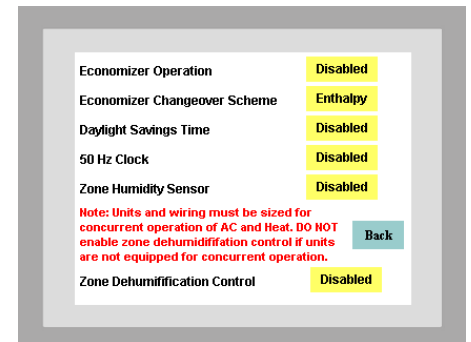 Economizer Operation Disabled
Economizer Changeover Scheme Enthalpy
Daylight Savings Time Disabled
50 Hz Clock Disabled
Zone Humidity Sensor Disabled
Note: Units and wiring must be sized for
concurrent operation of AC and Heat. DO NOT
enable zone dehumidififation control if units
are not equipped for concurrent operation.
Back
Zone Dehumifification Control Disabled